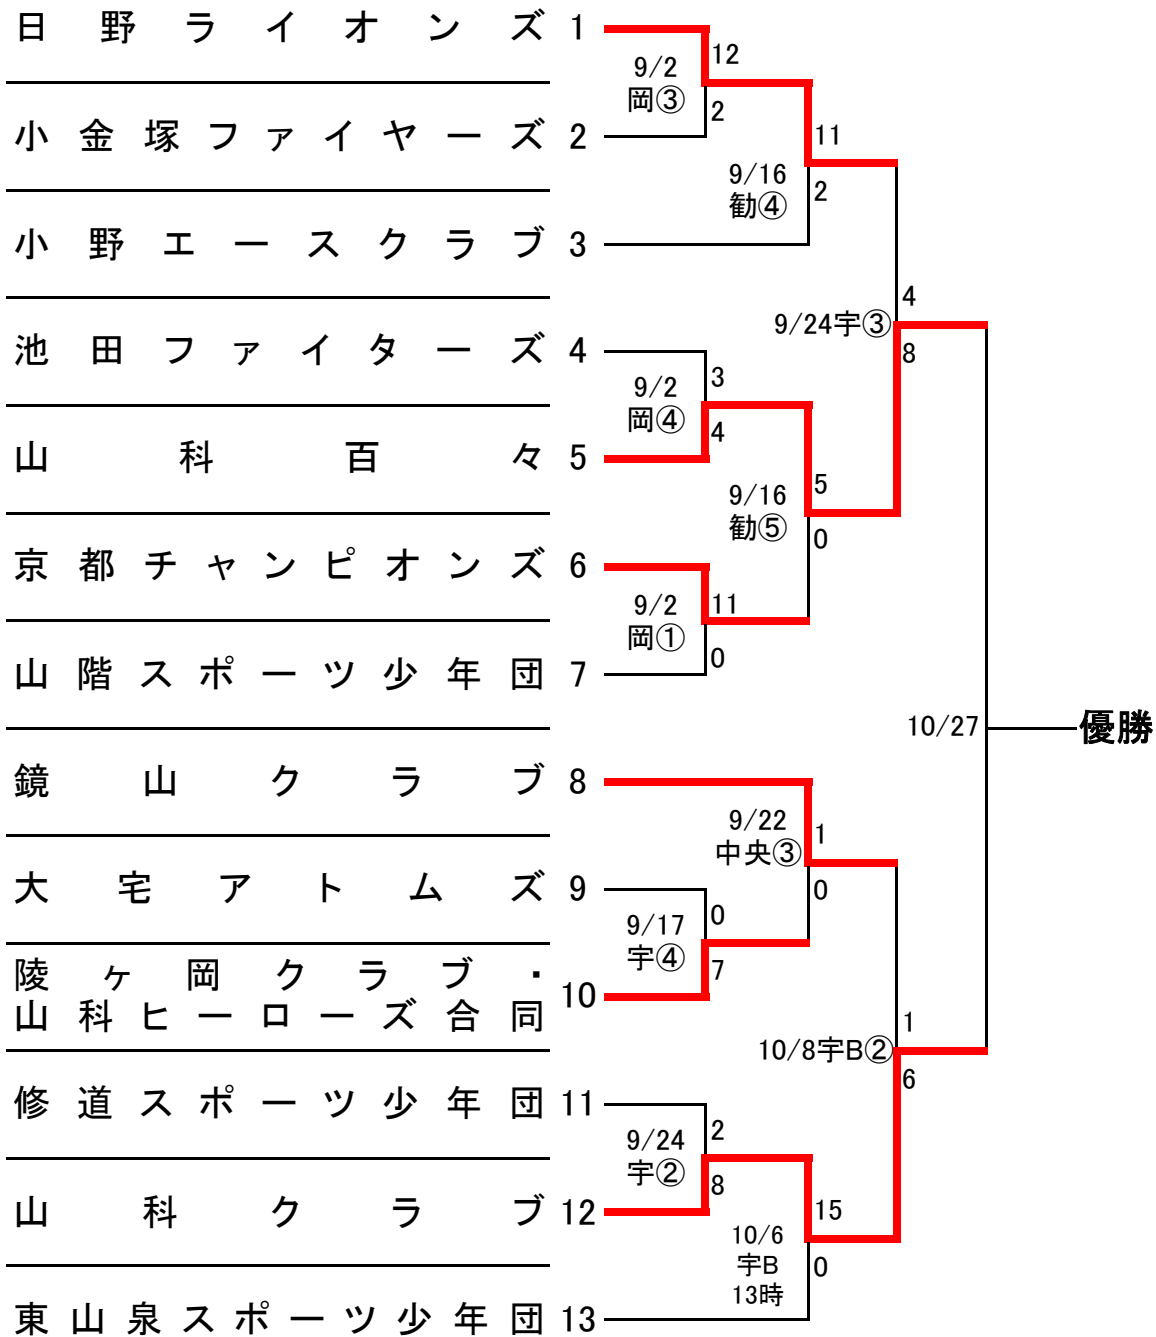 日野ライオンズ 1
12
9/2
岡③
2
小金塚ファイヤーズ 2
11
9/16
勧④
2
小野エースクラブ 3
4
9/24宇③
8
池田ファイターズ 4
3
9/2
岡④
4
山科百々 5
5
9/16
勧⑤
0
京都チャンピオンズ 6
11
9/2
岡①
0
山階スポーツ少年団 7
10/27
優勝
鏡山クラブ 8
1
9/22
中央③
0
大宅アトムズ 9
0
9/17
宇④
7
陵ヶ岡クラブ・
山科ヒーローズ合同
10
1
10/8宇B②
6
修道スポーツ少年団 11
2
9/24
宇②
8
山科クラブ 12
15
10/6
宇B
13時
0
東山泉スポーツ少年団 13